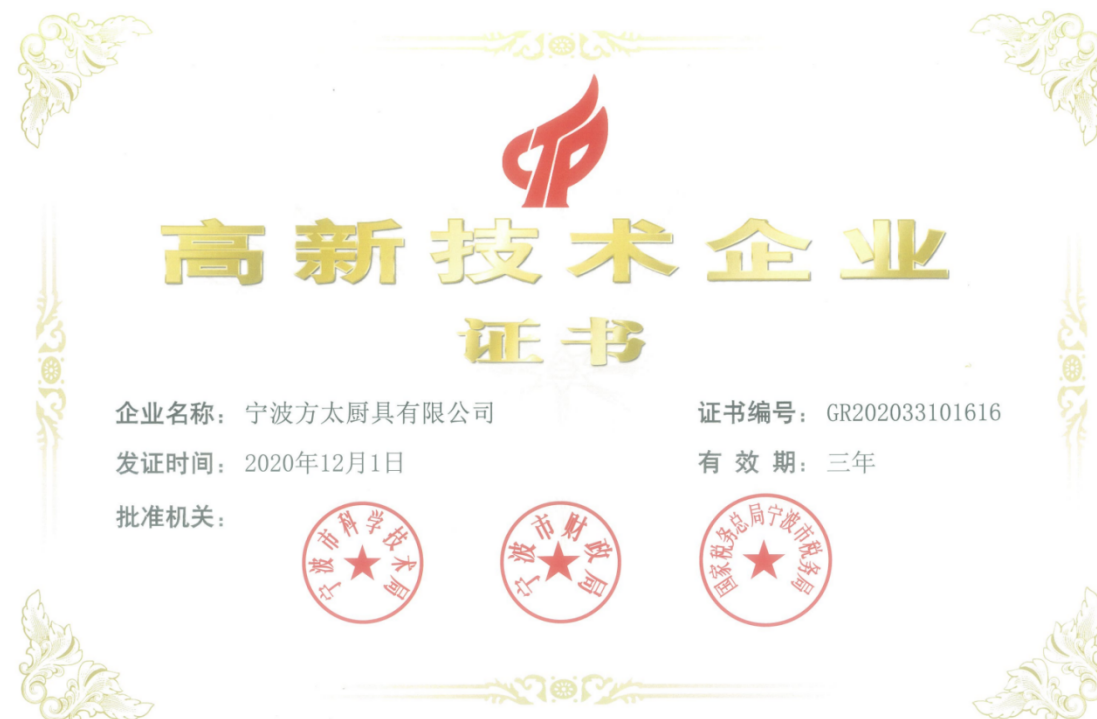 高新技术企业
证书
企业名称：宁波方太厨具有限公司
证书编号：GR202033101616
发证时间：2020年12月1日
有效期：三年
批准机关：
宁波市科学技术局
宁波市财政局
国家税务总局宁波市税务局